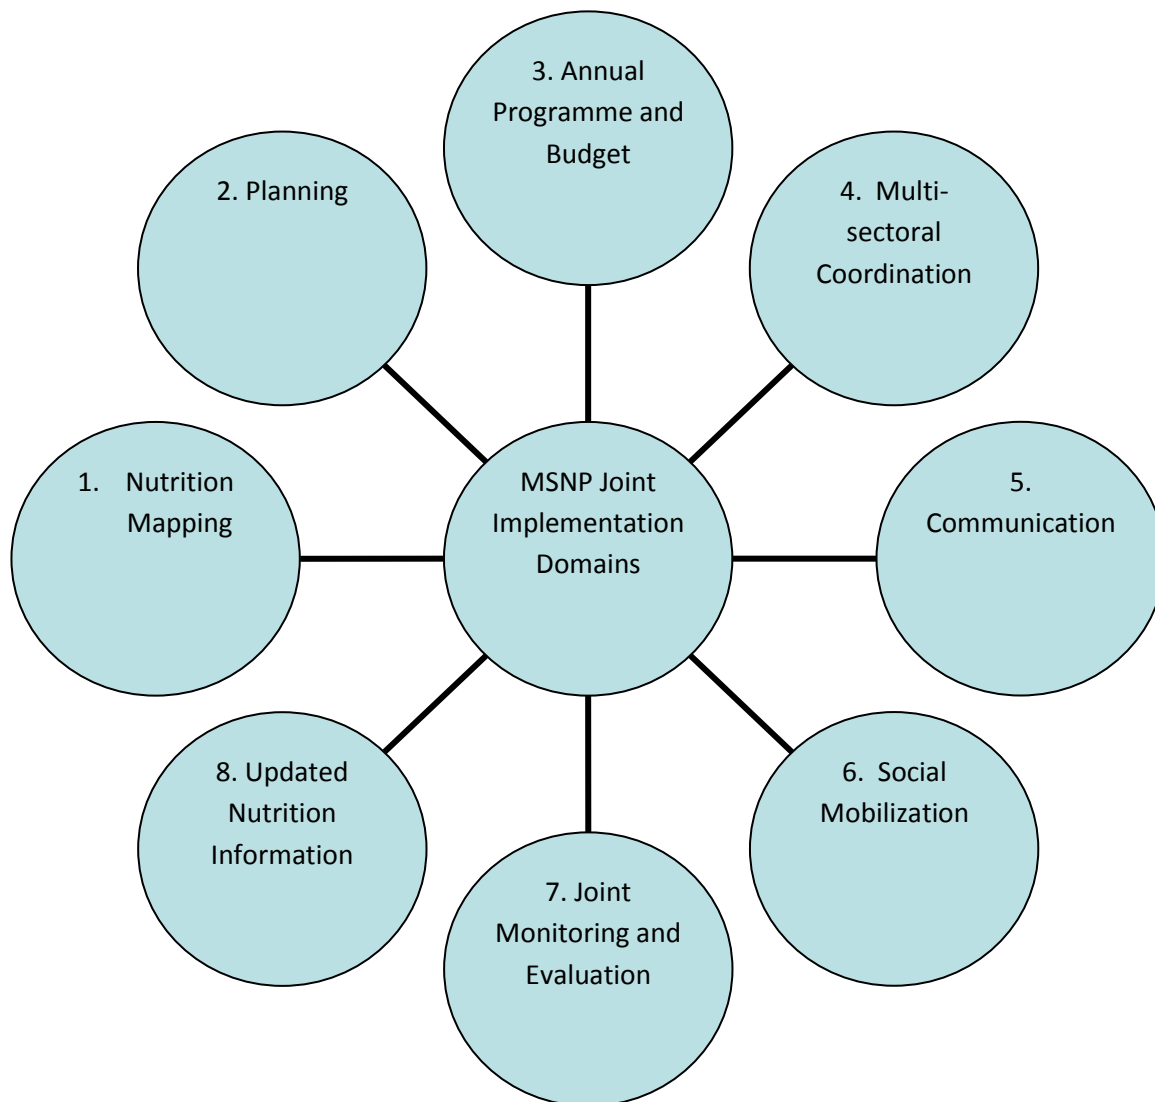 3. Annual
Programme and
Budget
2. Planning
4. Multi-
sectoral
Coordination
1. Nutrition
Mapping
MSNP Joint
Implementation
Domains
5.
Communication
8. Updated
Nutrition
Information
6. Social
Mobilization
7. Joint
Monitoring and
Evaluation